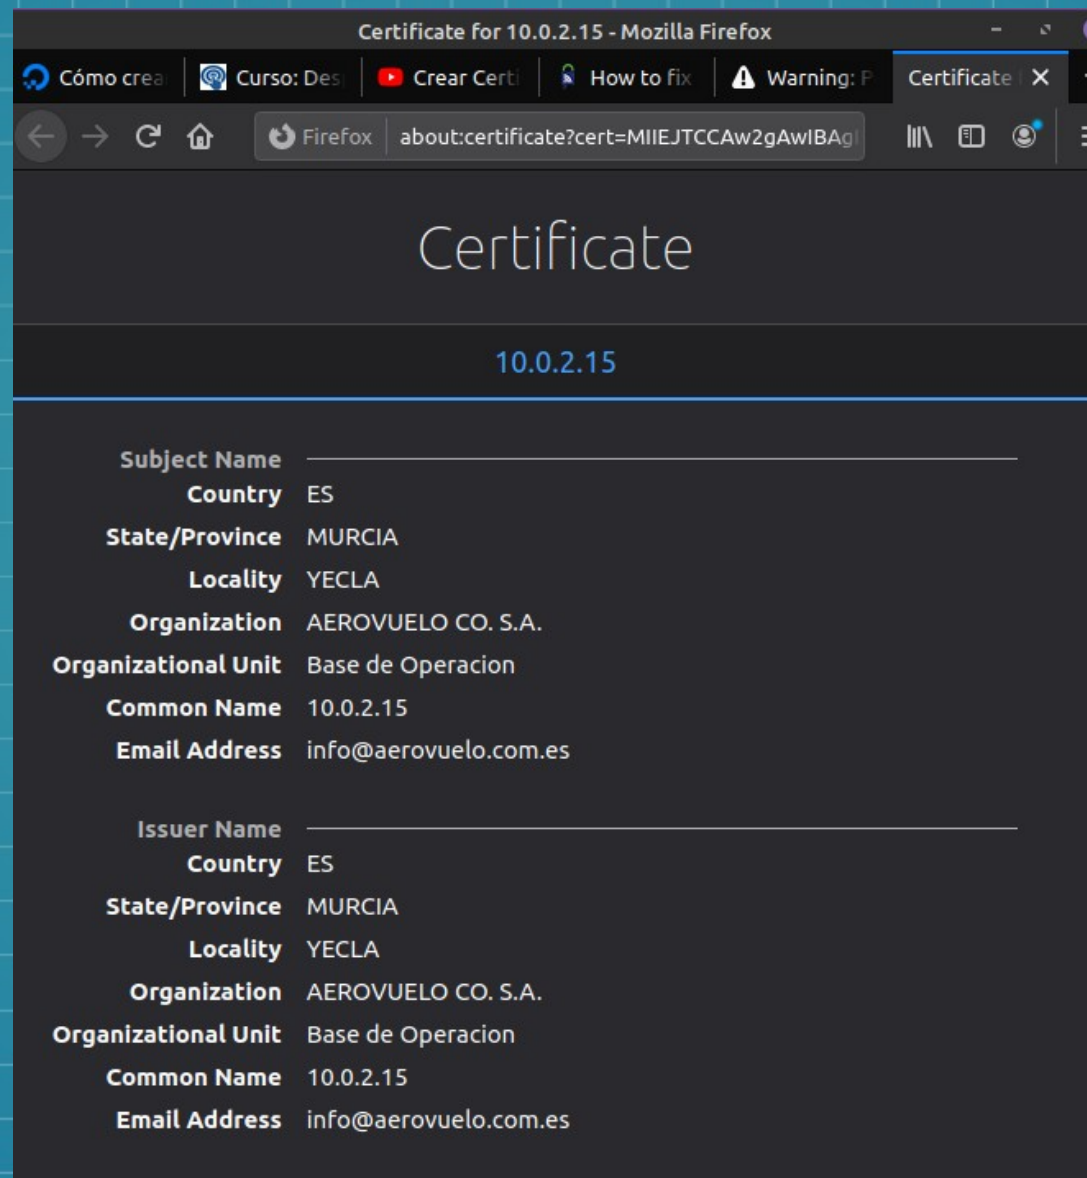 Certificate for 10.0.2.15 - Mozilla Firefox
Cómo crea Curso: Des Crear Certi How to fix Warning: P Certificate
Firefox about:certificate?cert=MIIEJTCCAw2gAwIBAgI
Certificate
10.0.2.15
Subject Name
Country ES
State/Province MURCIA
Locality YECLA
Organization AEROVUELO CO. S.A.
Organizational Unit Base de Operacion
Common Name 10.0.2.15
Email Address info@aerovuelo.com.es
Issuer Name
Country ES
State/Province MURCIA
Locality YECLA
Organization AEROVUELO CO. S.A.
Organizational Unit Base de Operacion
Common Name 10.0.2.15
Email Address info@aerovuelo.com.es